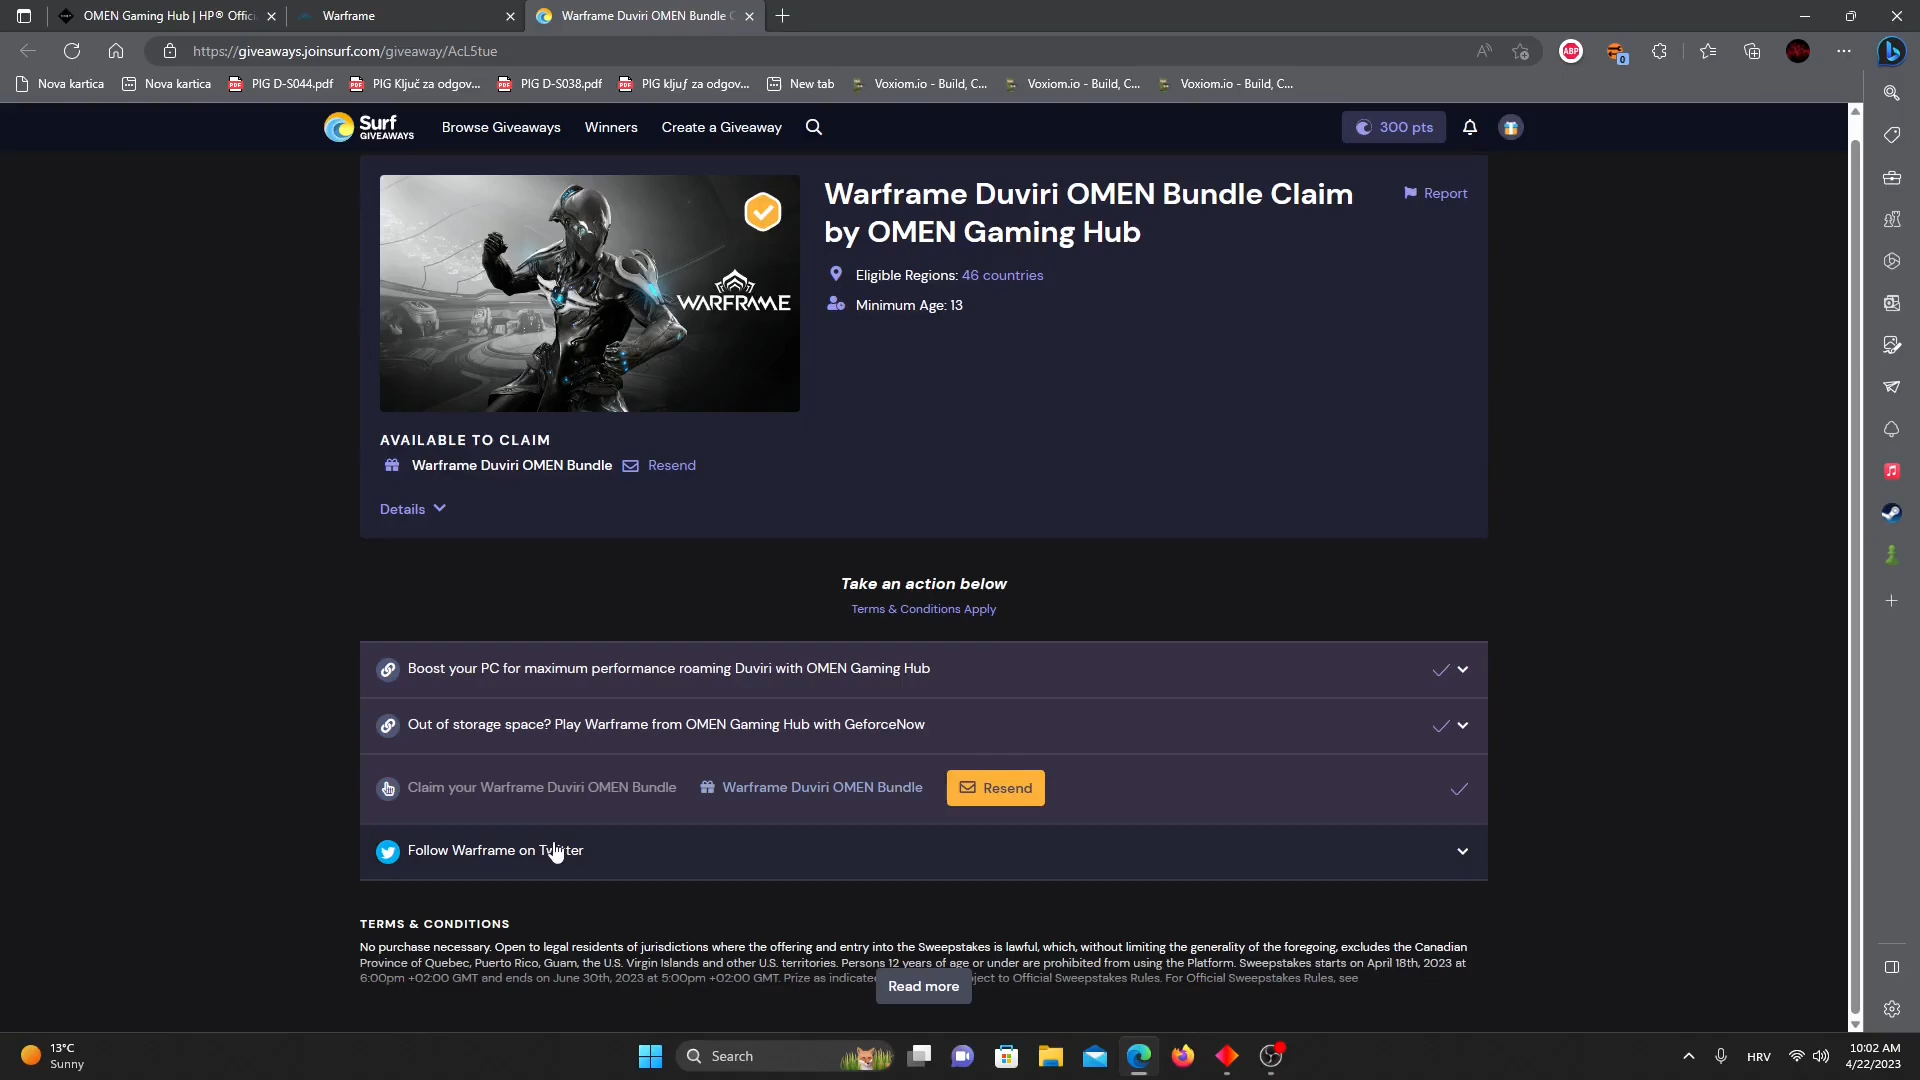 OMEN Gaming Hub | HP® Offici
Warframe
Warframe Duviri OMEN Bundle C
https://giveaways.joinsurf.com/giveaway/AcL5tue
ABP
0
Nova kartica
Nova kartica
PIG D-S044.pdf
PIG Ključ za odgov...
PIG D-S038.pdf
PIG kljuƒ za odgov...
New tab
Voxiom.io - Build, C...
Voxiom.io - Build, C...
Voxiom.io - Build, C...
Surf
GIVEAWAYS
Browse Giveaways
Winners
Create a Giveaway
300 pts
WARFRAME
Warframe Duviri OMEN Bundle Claim
by OMEN Gaming Hub
Report
Eligible Regions: 46 countries
Minimum Age: 13
AVAILABLE TO CLAIM
Warframe Duviri OMEN Bundle
Resend
Details
Take an action below
Terms & Conditions Apply
Boost your PC for maximum performance roaming Duviri with OMEN Gaming Hub
Out of storage space? Play Warframe from OMEN Gaming Hub with GeforceNow
Claim your Warframe Duviri OMEN Bundle
Warframe Duviri OMEN Bundle
Resend
Follow Warframe on Twitter
TERMS & CONDITIONS
No purchase necessary. Open to legal residents of jurisdictions where the offering and entry into the Sweepstakes is lawful, which, without limiting the generality of the foregoing, excludes the Canadian
Province of Quebec, Puerto Rico, Guam, the U.S. Virgin Islands and other U.S. territories. Persons 12 years of age or under are prohibited from using the Platform. Sweepstakes starts on April 18th, 2023 at
6:00pm +02:00 GMT and ends on June 30th, 2023 at 5:00pm +02:00 GMT. Prize as indicate ject to Official Sweepstakes Rules. For Official Sweepstakes Rules, see
Read more
13°C
Sunny
Search
HRV
10:02 AM
4/22/2023